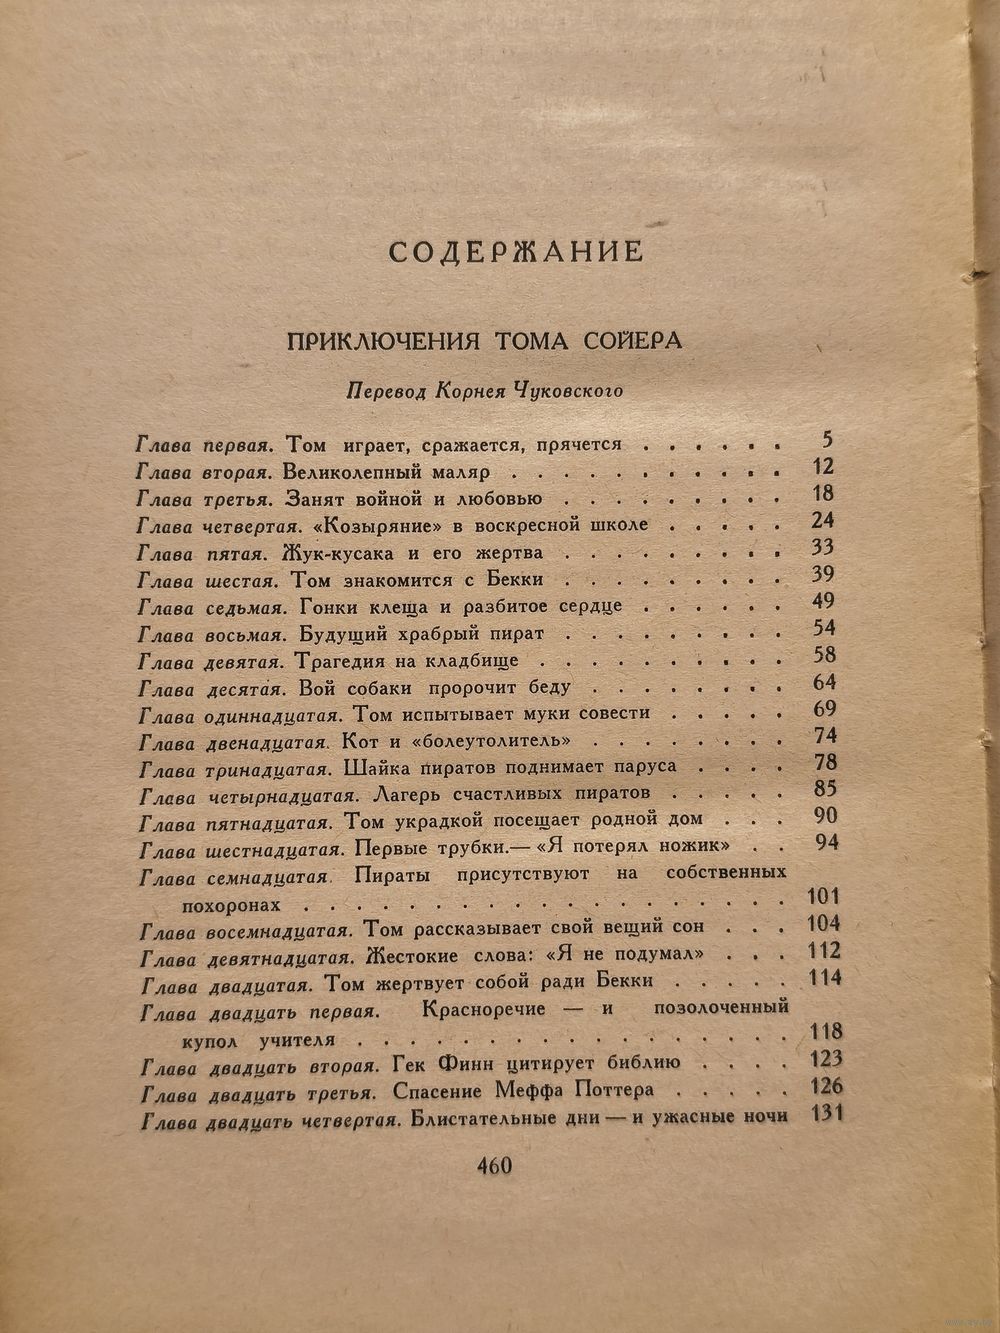 СОДЕРЖАНИЕ
ПРИКЛЮЧЕНИЯ ТОМА СОЙЕРА
Перевод Корнея Чуковского
Глава первая. Том играет, сражается, прячется . . . . . . 5
Глава вторая. Великолепный маляр . . . . . . . . . . . 12
Глава третья. Занят войной и любовью . . . . . . . . . 18
Глава четвертая. «Козыряние» в воскресной школе . . . . . 24
Глава пятая. Жук-кусака и его жертва . . . . . . . . . 33
Глава шестая. Том знакомится с Бекки . . . . . . . . . 39
Глава седьмая. Гонки клеща и разбитое сердце . . . . . . 49
Глава восьмая. Будущий храбрый пират . . . . . . . . . 54
Глава девятая. Трагедия на кладбище . . . . . . . . . . 58
Глава десятая. Вой собаки пророчит беду . . . . . . . . 64
Глава одиннадцатая. Том испытывает муки совести . . . . . 69
Глава двенадцатая. Кот и «болеутолитель» . . . . . . . . 74
Глава тринадцатая. Шайка пиратов поднимает паруса . . . . 78
Глава четырнадцатая. Лагерь счастливых пиратов . . . . . 85
Глава пятнадцатая. Том украдкой посещает родной дом . . . 90
Глава шестнадцатая. Первые трубки.— «Я потерял ножик» . . 94
Глава семнадцатая. Пираты присутствуют на собственных
похоронах . . . . . . . . . . . . . . . . . . . 101
Глава восемнадцатая. Том рассказывает свой вещий сон . . . 104
Глава девятнадцатая. Жестокие слова: «Я не подумал» . . . 112
Глава двадцатая. Том жертвует собой ради Бекки . . . . . 114
Глава двадцать первая. Красноречие — и позолоченный
купол учителя . . . . . . . . . . . . . . . . . 118
Глава двадцать вторая. Гек Финн цитирует библию . . . . 123
Глава двадцать третья. Спасение Меффа Поттера . . . . . 126
Глава двадцать четвертая. Блистательные дни — и ужасные ночи 131
460